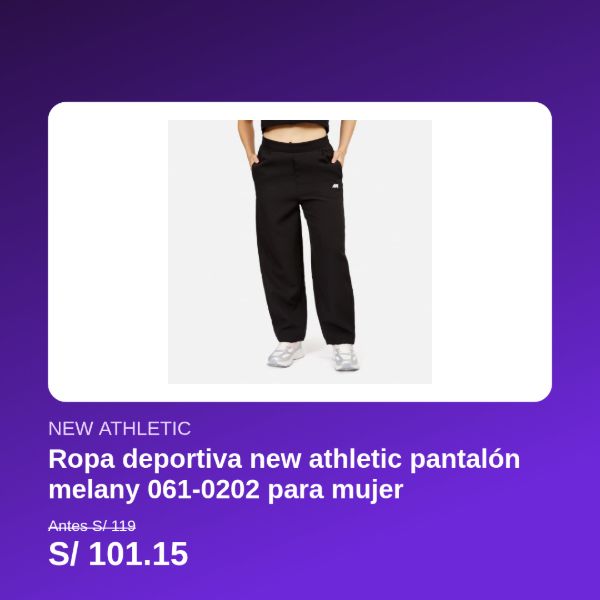 NEW ATHLETIC
Ropa deportiva new athletic pantalón
melany 061-0202 para mujer
Antes S/ 119
S/ 101.15